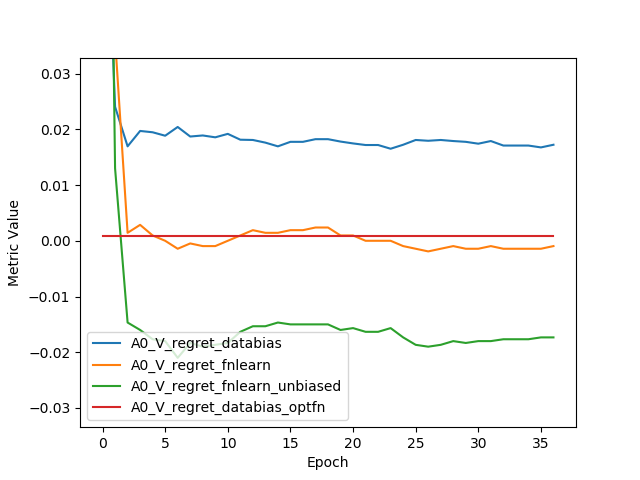 0.03
0.02
0.01
0.00
−0.01
−0.02
−0.03
Metric Value
A0_V_regret_databias
A0_V_regret_fnlearn
A0_V_regret_fnlearn_unbiased
A0_V_regret_databias_optfn
0 5 10 15 20 25 30 35
Epoch